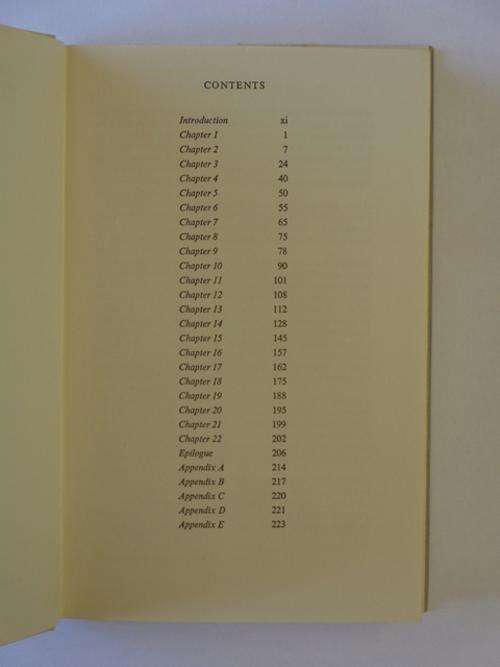 CONTENTS
Introduction xi
Chapter 1 1
Chapter 2 7
Chapter 3 24
Chapter 4 40
Chapter 5 50
Chapter 6 55
Chapter 7 65
Chapter 8 75
Chapter 9 78
Chapter 10 90
Chapter 11 101
Chapter 12 108
Chapter 13 112
Chapter 14 128
Chapter 15 145
Chapter 16 157
Chapter 17 162
Chapter 18 175
Chapter 19 188
Chapter 20 195
Chapter 21 199
Chapter 22 202
Epilogue 206
Appendix A 214
Appendix B 217
Appendix C 220
Appendix D 221
Appendix E 223